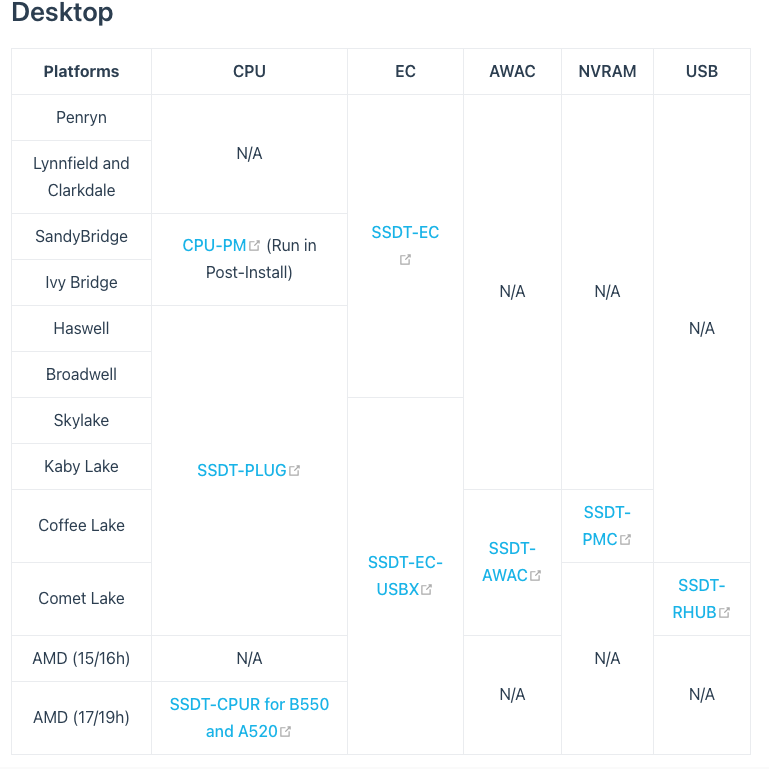 Desktop
Platforms CPU EC AWAC NVRAM USB
Penryn
N/A
Lynnfield and
Clarkdale
SandyBridge
CPU-PM (Run in
Post-Install)
SSDT-EC
Ivy Bridge
N/A
N/A
Haswell
N/A
Broadwell
Skylake
Kaby Lake
SSDT-PLUG
Coffee Lake
SSDT-
PMC
SSDT-EC-
USBX
SSDT-
AWAC
Comet Lake
SSDT-
RHUB
AMD (15/16h)
N/A
N/A
AMD (17/19h)
SSDT-CPUR for B550
and A520
N/A
N/A